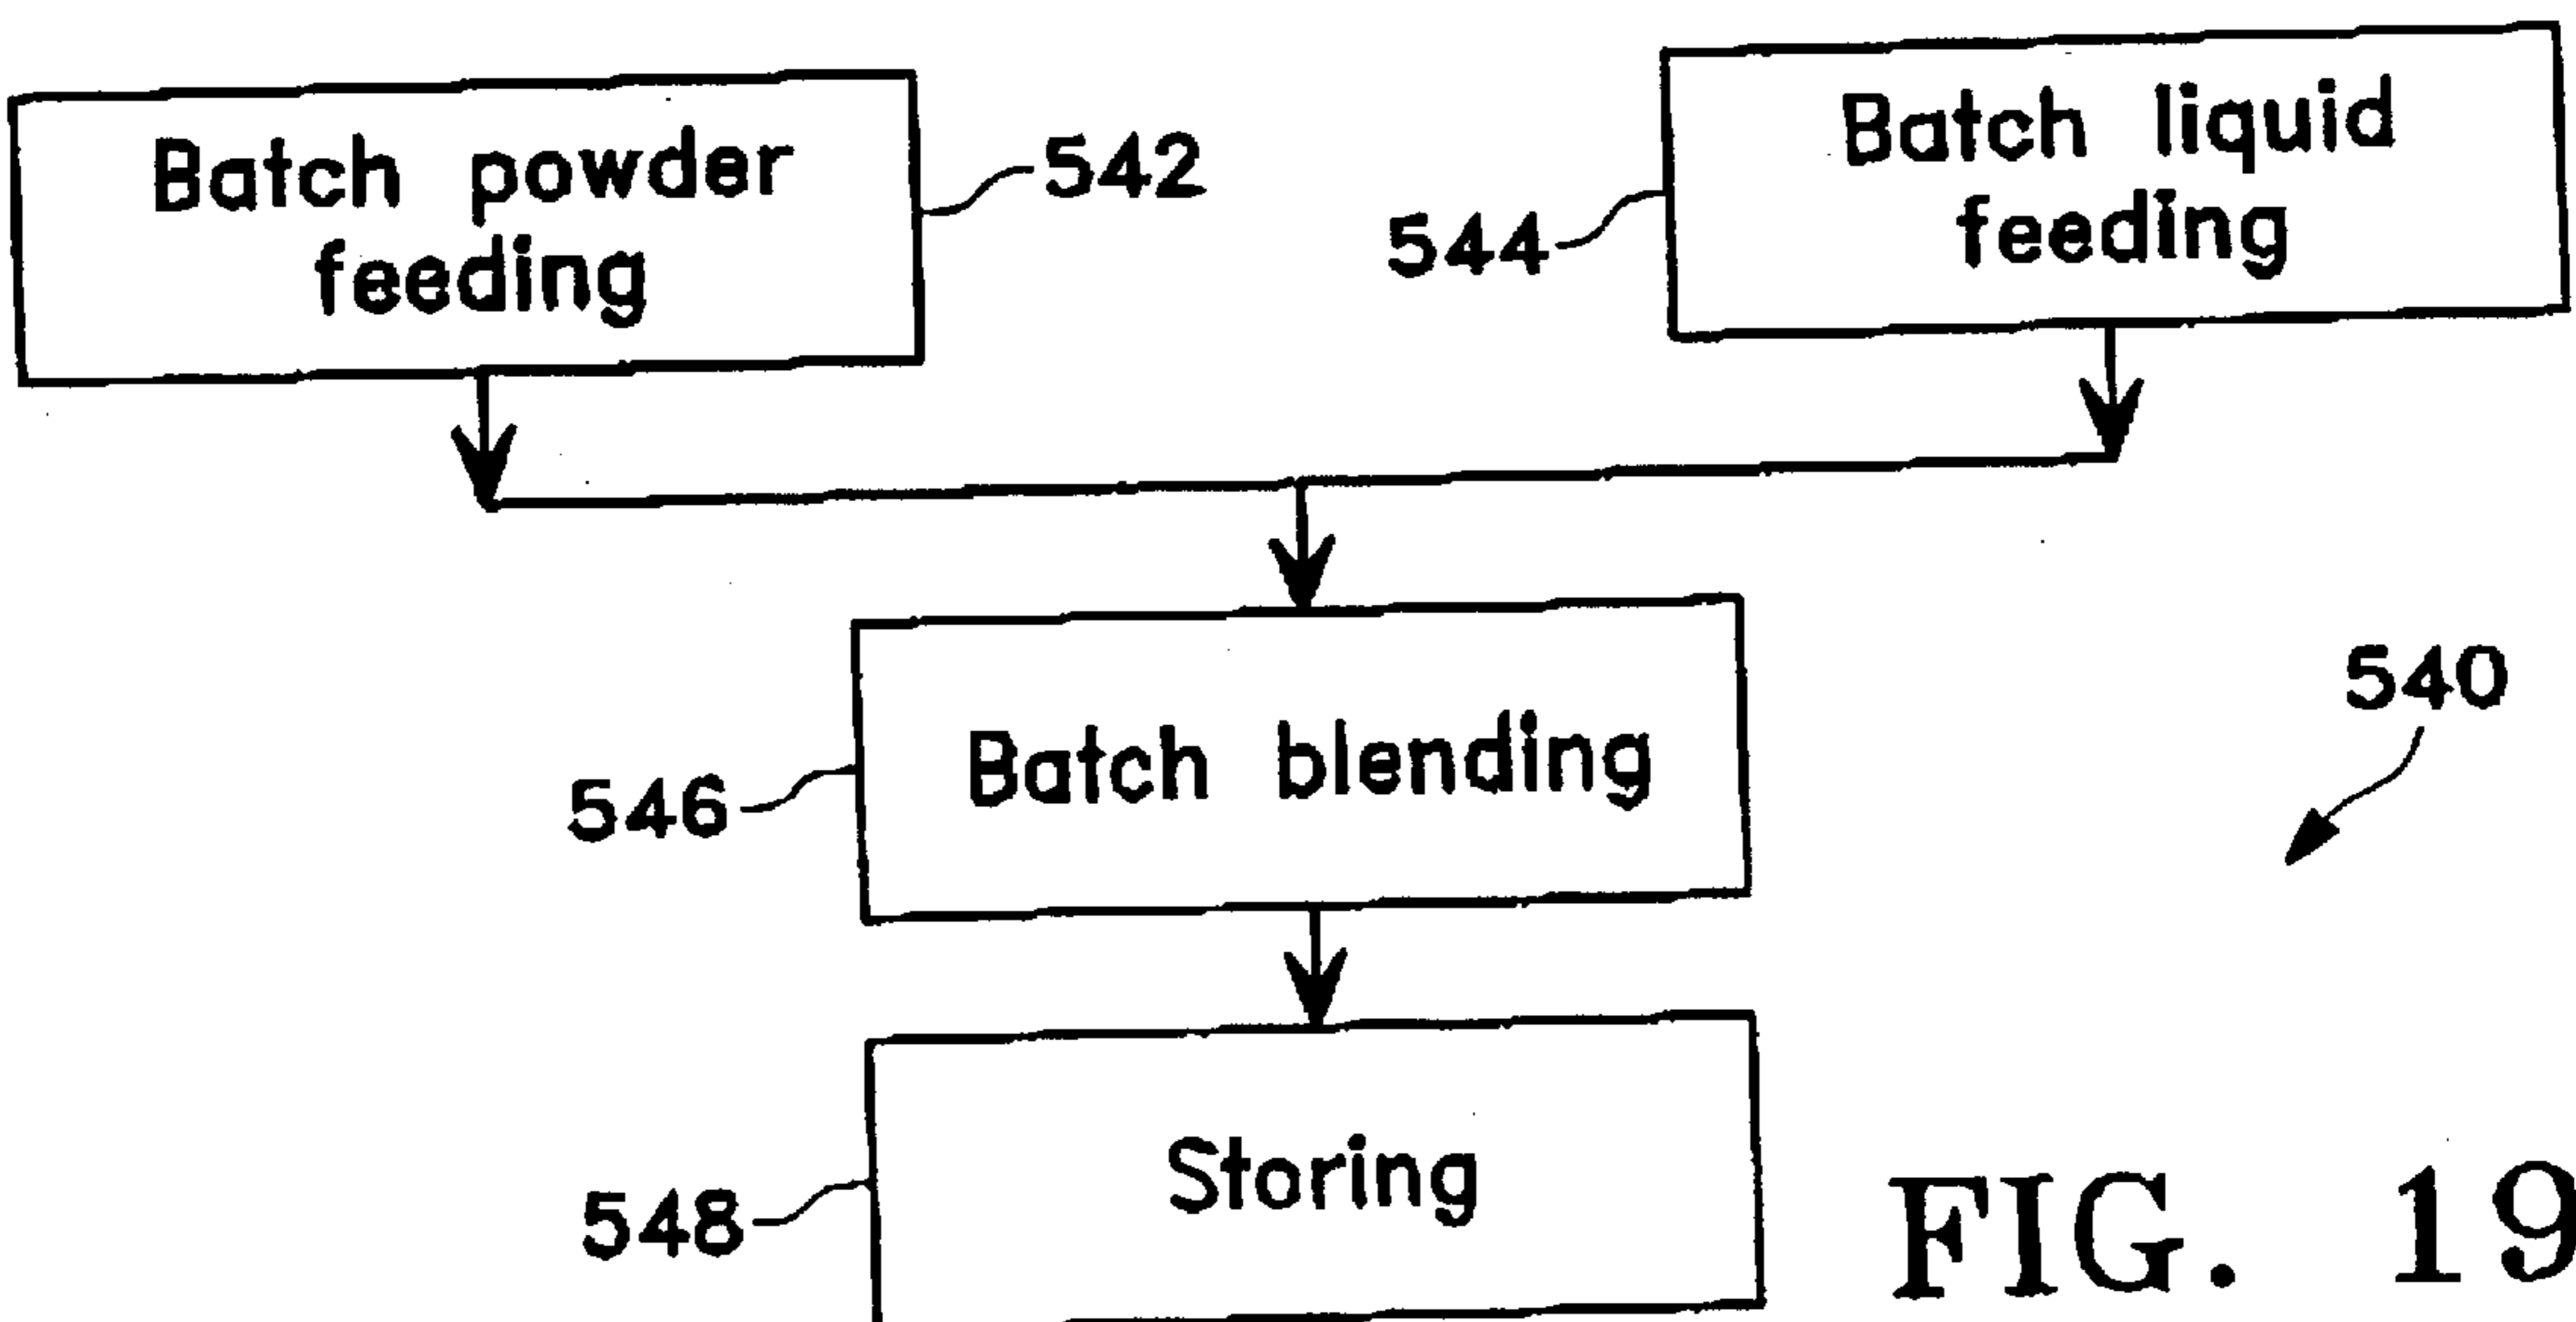 Batch powder
feeding
542
Batch liquid
feeding
544
Batch blending
546
540
Storing
548
FIG. 19